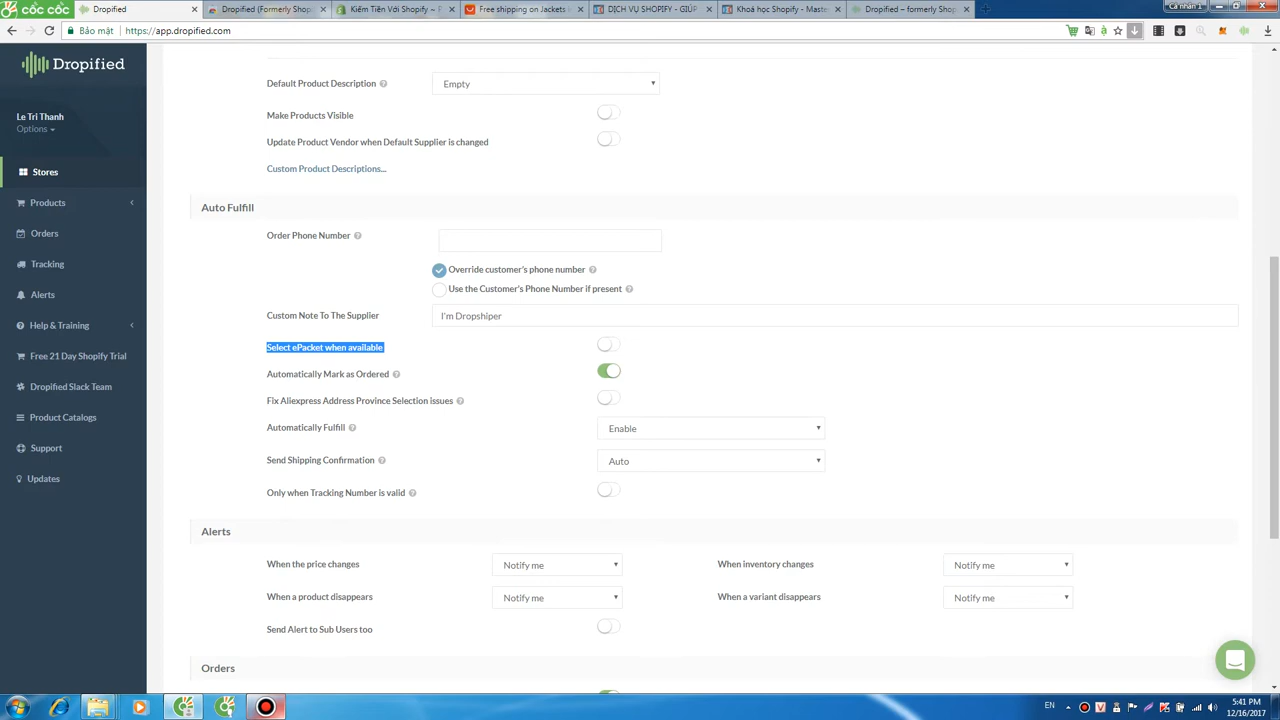 CỐC CỐC
Dropified
Dropified (Formerly Shop
Kiếm Tiền Với Shopify ~ F
Free shipping on Jackets i
DỊCH VỤ SHOPIFY - GIÚP
Khoá học Shopify - Maste
Dropified – formerly Shop
Cá nhân 1
Bảo mật
https://app.dropified.com
Dropified
Le Tri Thanh
Options
Stores
Products
Orders
Tracking
Alerts
Help & Training
Free 21 Day Shopify Trial
Dropified Slack Team
Product Catalogs
Support
Updates
Default Product Description
Empty
Make Products Visible
Update Product Vendor when Default Supplier is changed
Custom Product Descriptions...
Auto Fulfill
Order Phone Number
Override customer's phone number
Use the Customer's Phone Number if present
Custom Note To The Supplier
I'm Dropshiper
Select ePacket when available
Automatically Mark as Ordered
Fix Aliexpress Address Province Selection issues
Automatically Fulfill
Enable
Send Shipping Confirmation
Auto
Only when Tracking Number is valid
Alerts
When the price changes
Notify me
When inventory changes
Notify me
When a product disappears
Notify me
When a variant disappears
Notify me
Send Alert to Sub Users too
Orders
EN
5:41 PM
12/16/2017